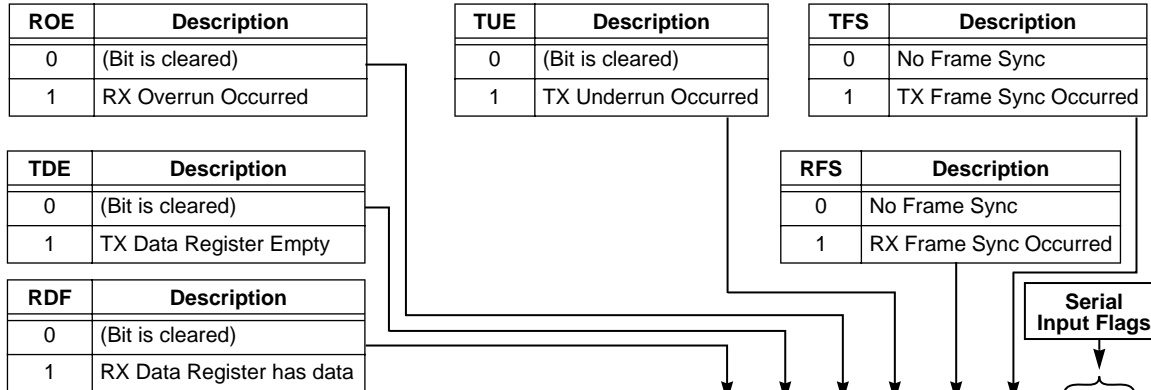 ROE Description
0 (Bit is cleared)
1 RX Overrun Occurred
TUE Description
0 (Bit is cleared)
1 TX Underrun Occurred
TFS Description
0 No Frame Sync
1 TX Frame Sync Occurred
TDE Description
0 (Bit is cleared)
1 TX Data Register Empty
RFS Description
0 No Frame Sync
1 RX Frame Sync Occurred
RDF Description
0 (Bit is cleared)
1 RX Data Register has data
Serial
Input Flags